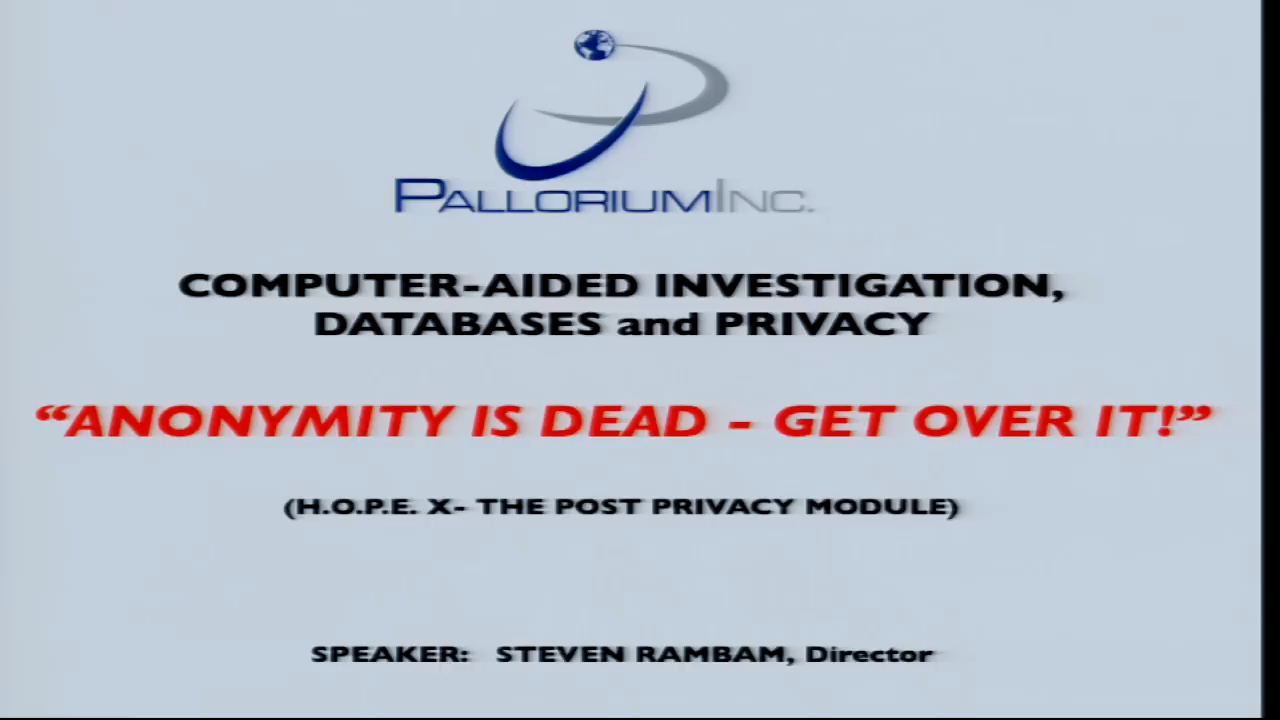 PALLORIUMINC.
COMPUTER-AIDED INVESTIGATION,
DATABASES and PRIVACY
“ANONYMITY IS DEAD - GET OVER IT!”
(H.O.P.E. X- THE POST PRIVACY MODULE)
SPEAKER: STEVEN RAMBAM, Director